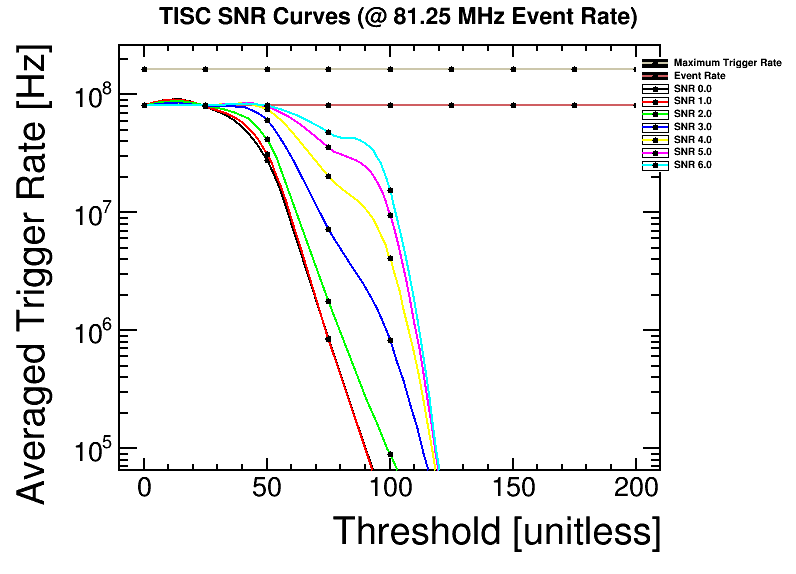 TISC SNR Curves (@ 81.25 MHz Event Rate)
Averaged Trigger Rate [Hz]
10^8
10^7
10^6
10^5
0 50 100 150 200
Threshold [unitless]
Maximum Trigger Rate
Event Rate
SNR 0.0
SNR 1.0
SNR 2.0
SNR 3.0
SNR 4.0
SNR 5.0
SNR 6.0